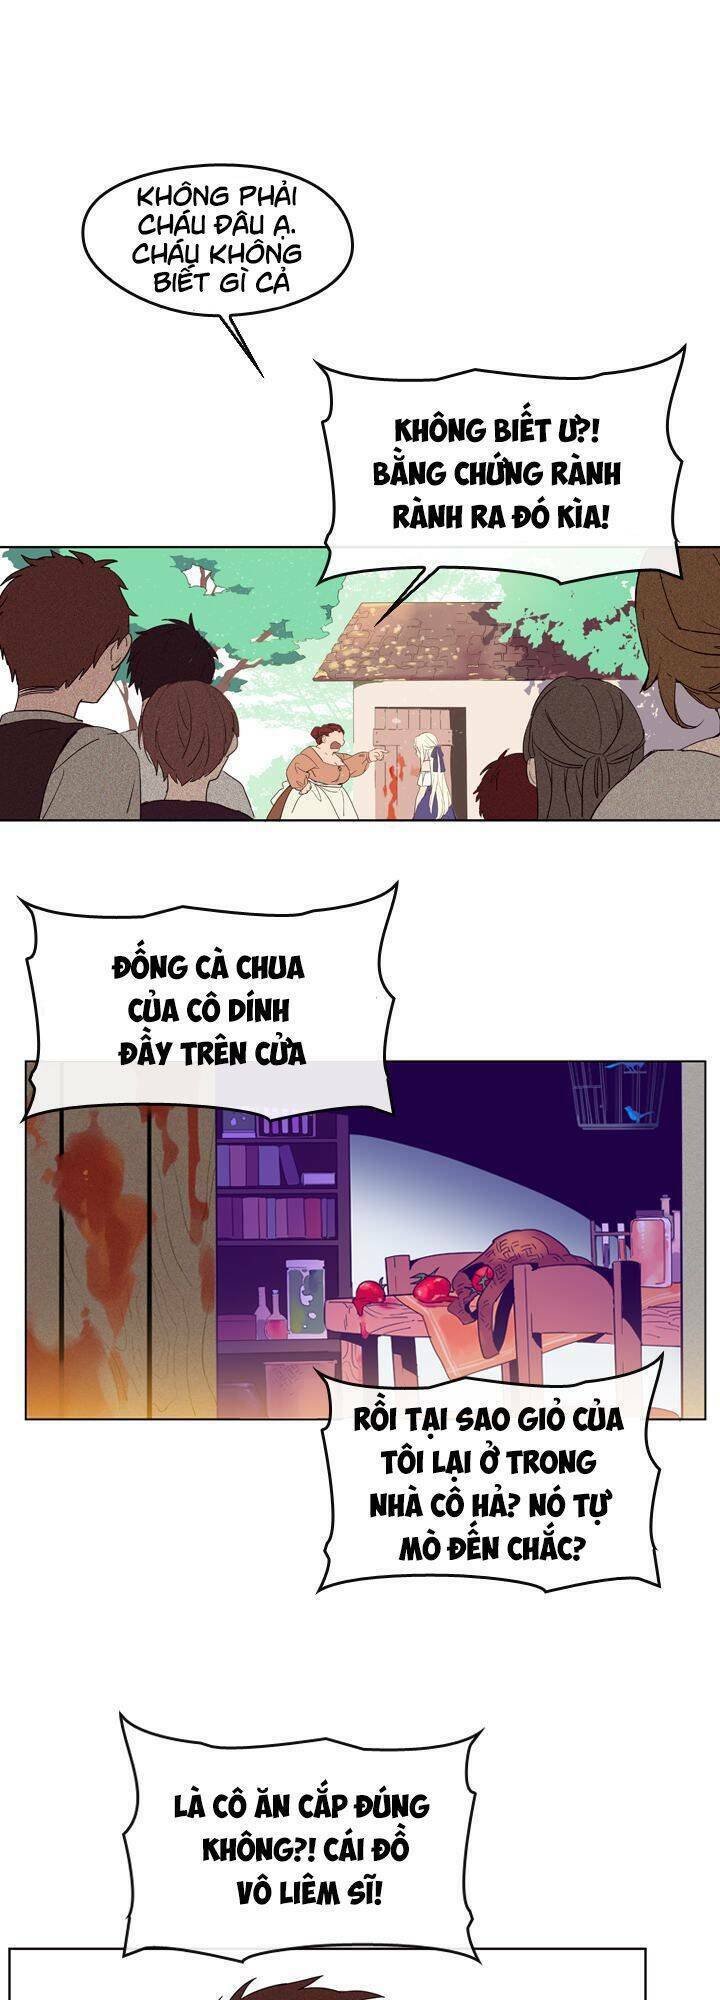 KHÔNG PHẢI
CHÁU ĐÂU Ạ.
CHÁU KHÔNG
BIẾT GÌ CẢ
KHÔNG BIẾT Ư?!
BẰNG CHỨNG RÀNH
RÀNH RA ĐÓ KÌA!
ĐỐNG CÀ CHUA
CỦA CÔ DÍNH
ĐẦY TRÊN CỬA
RỒI TẠI SAO GIỎ CỦA
TÔI LẠI Ở TRONG
NHÀ CÔ HẢ? NÓ TỰ
MÒ ĐẾN CHẮC?
LÀ CÔ ĂN CẮP ĐÚNG
KHÔNG?! CÁI ĐỒ
VÔ LIÊM SĨ!